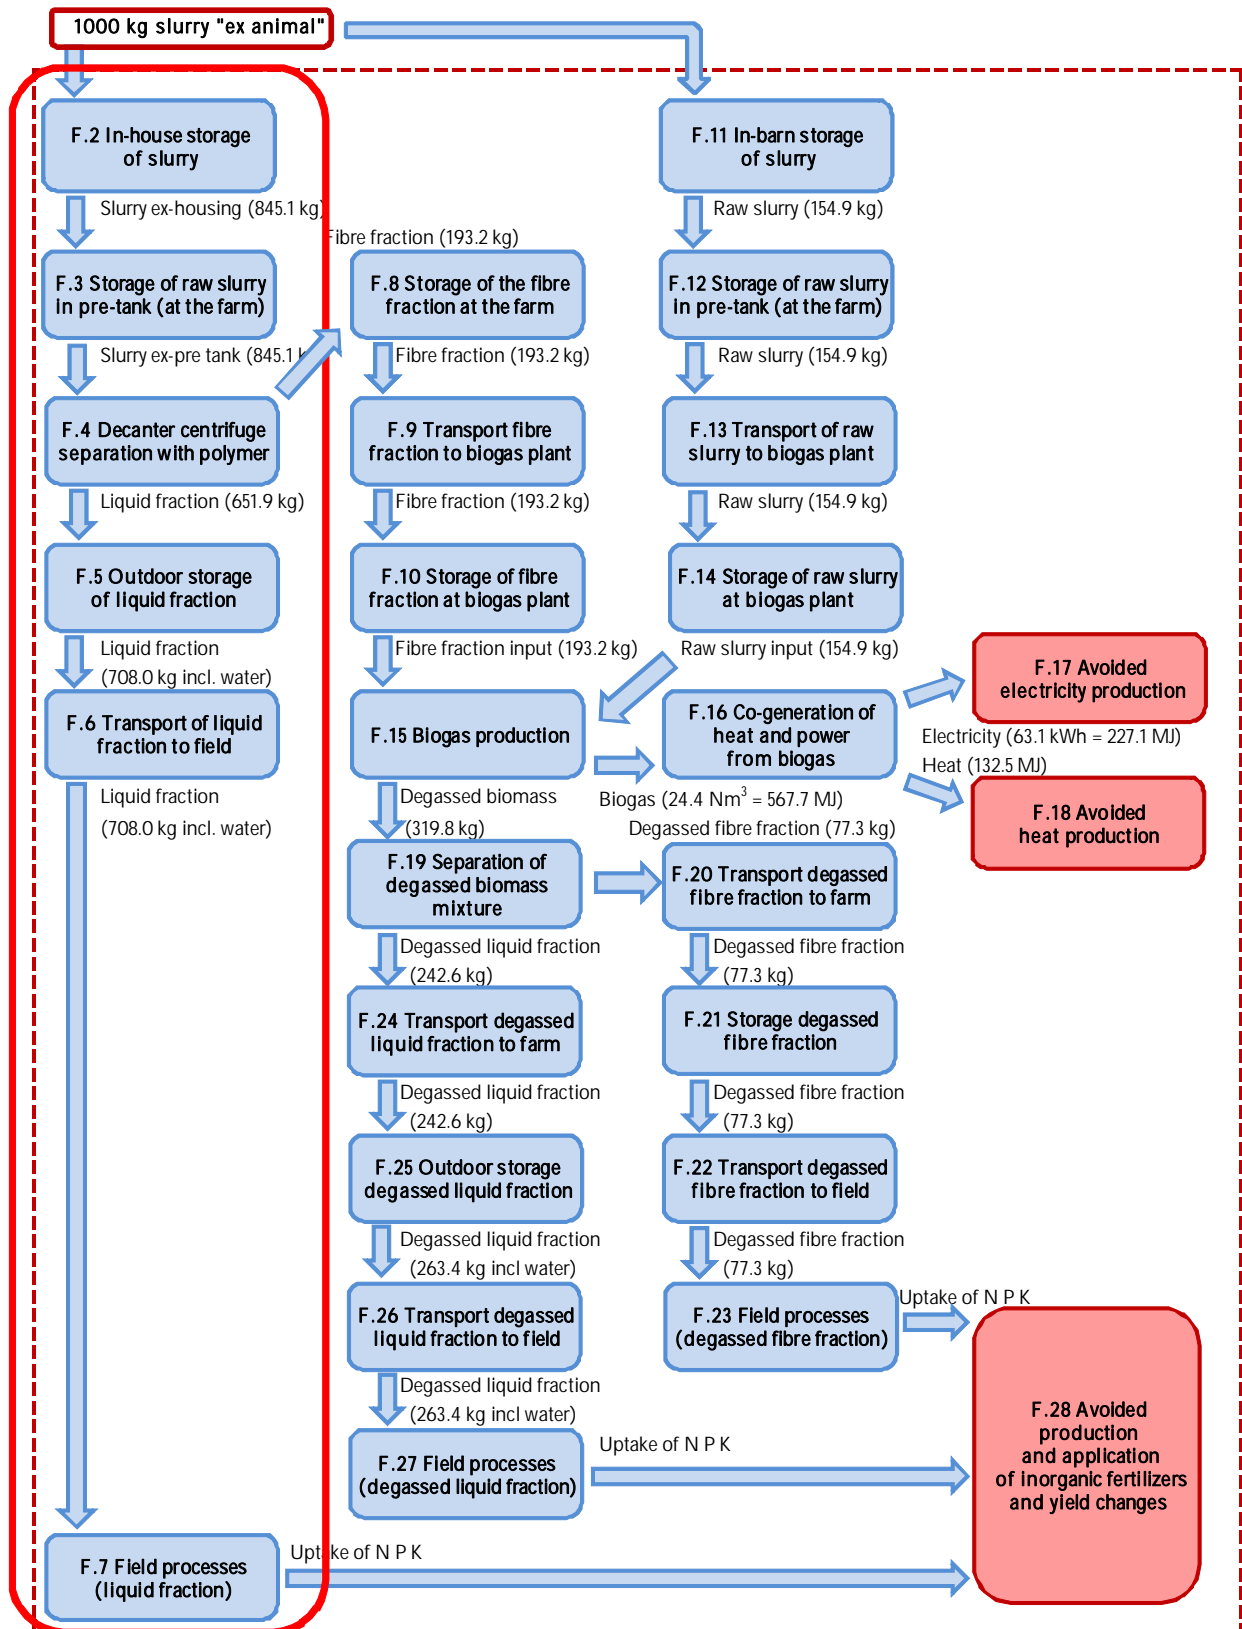 1000 kg slurry "ex animal"
F.2 In-house storage
of slurry
Slurry ex-housing (845.1 kg)
F.3 Storage of raw slurry
in pre-tank (at the farm)
Slurry ex-pre tank (845.1 k
F.4 Decanter centrifuge
separation with polymer
Liquid fraction (651.9 kg)
F.5 Outdoor storage
of liquid fraction
Liquid fraction
(708.0 kg incl. water)
F.6 Transport of liquid
fraction to field
Liquid fraction
(708.0 kg incl. water)
F.7 Field processes
(liquid fraction)
Uptake of N P K
Fibre fraction (193.2 kg)
F.8 Storage of the fibre
fraction at the farm
Fibre fraction (193.2 kg)
F.9 Transport fibre
fraction to biogas plant
Fibre fraction (193.2 kg)
F.10 Storage of fibre
fraction at biogas plant
Fibre fraction input (193.2 kg)
F.11 In-barn storage
of slurry
Raw slurry (154.9 kg)
F.12 Storage of raw slurry
in pre-tank (at the farm)
Raw slurry (154.9 kg)
F.13 Transport of raw
slurry to biogas plant
Raw slurry (154.9 kg)
F.14 Storage of raw slurry
at biogas plant
Raw slurry input (154.9 kg)
F.15 Biogas production
Biogas (24.4 Nm³ = 567.7 MJ)
F.16 Co-generation of
heat and power
from biogas
F.17 Avoided
electricity production
Electricity (63.1 kWh = 227.1 MJ)
Heat (132.5 MJ)
F.18 Avoided
heat production
Degassed biomass
(319.8 kg)
F.19 Separation of
degassed biomass
mixture
Degassed fibre fraction (77.3 kg)
F.20 Transport degassed
fibre fraction to farm
Degassed fibre fraction
(77.3 kg)
F.21 Storage degassed
fibre fraction
Degassed fibre fraction
(77.3 kg)
F.22 Transport degassed
fibre fraction to field
Degassed fibre fraction
(77.3 kg)
F.23 Field processes
(degassed fibre fraction)
Uptake of N P K
Degassed liquid fraction
(242.6 kg)
F.24 Transport degassed
liquid fraction to farm
Degassed liquid fraction
(242.6 kg)
F.25 Outdoor storage
degassed liquid fraction
Degassed liquid fraction
(263.4 kg incl water)
F.26 Transport degassed
liquid fraction to field
Degassed liquid fraction
(263.4 kg incl water)
F.27 Field processes
(degassed liquid fraction)
Uptake of N P K
F.28 Avoided
production
and application
of inorganic fertilizers
and yield changes